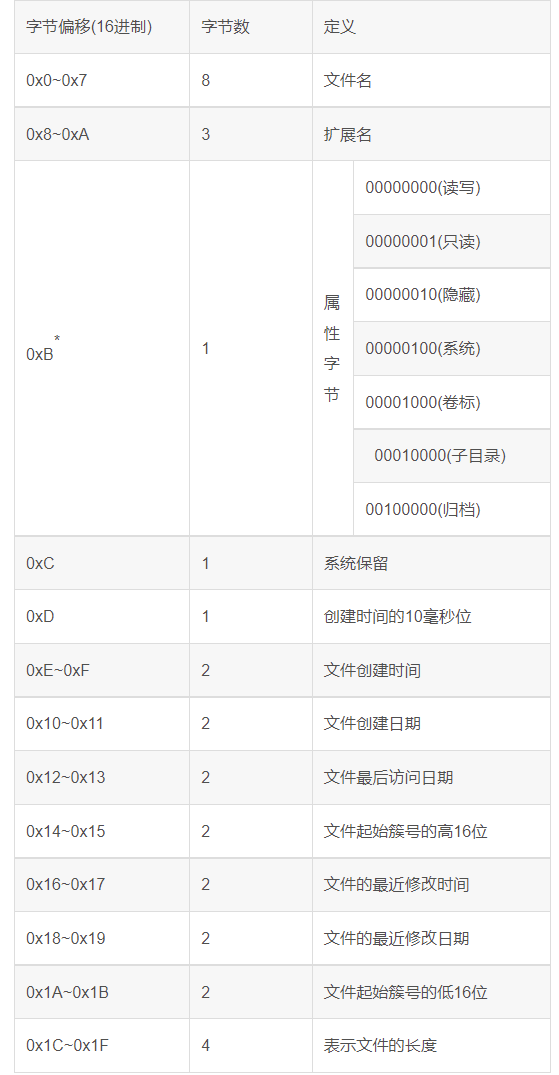 字节偏移(16进制) 字节数 定义
0x0~0x7 8 文件名
0x8~0xA 3 扩展名
0xB* 1 属性字节 00000000(读写)
00000001(只读)
00000010(隐藏)
00000100(系统)
00001000(卷标)
00010000(子目录)
00100000(归档)
0xC 1 系统保留
0xD 1 创建时间的10毫秒位
0xE~0xF 2 文件创建时间
0x10~0x11 2 文件创建日期
0x12~0x13 2 文件最后访问日期
0x14~0x15 2 文件起始簇号的高16位
0x16~0x17 2 文件的最近修改时间
0x18~0x19 2 文件的最近修改日期
0x1A~0x1B 2 文件起始簇号的低16位
0x1C~0x1F 4 表示文件的长度